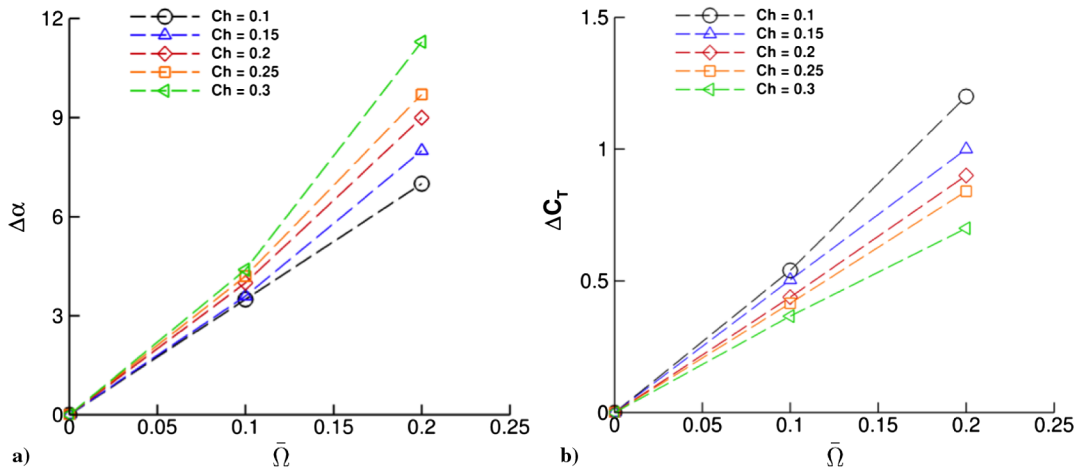 12
9
6
3
0
Δα
Ch = 0.1
Ch = 0.15
Ch = 0.2
Ch = 0.25
Ch = 0.3
0 0.05 0.1 0.15 0.2 0.25
a) Ω̄
1.5
1
0.5
0
ΔC_T
Ch = 0.1
Ch = 0.15
Ch = 0.2
Ch = 0.25
Ch = 0.3
0 0.05 0.1 0.15 0.2 0.25
b) Ω̄